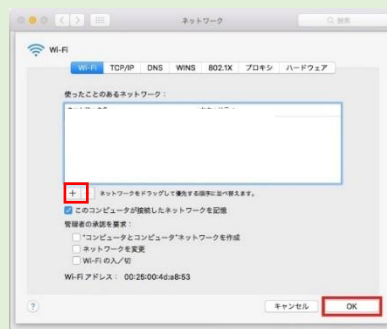 ネットワーク
検索
Wi-Fi
Wi-Fi TCP/IP DNS WINS 802.1X プロキシ ハードウェア
使ったことのあるネットワーク：
+ ネットワークをドラッグして優先する順序に並べ替えます。
このコンピュータが接続したネットワークを記憶
管理者の承認を要求：
"コンピュータとコンピュータ"ネットワークを作成
ネットワークを変更
Wi-Fi の入／切
Wi-Fi アドレス： 00:25:00:4d:a8:53
? キャンセル OK